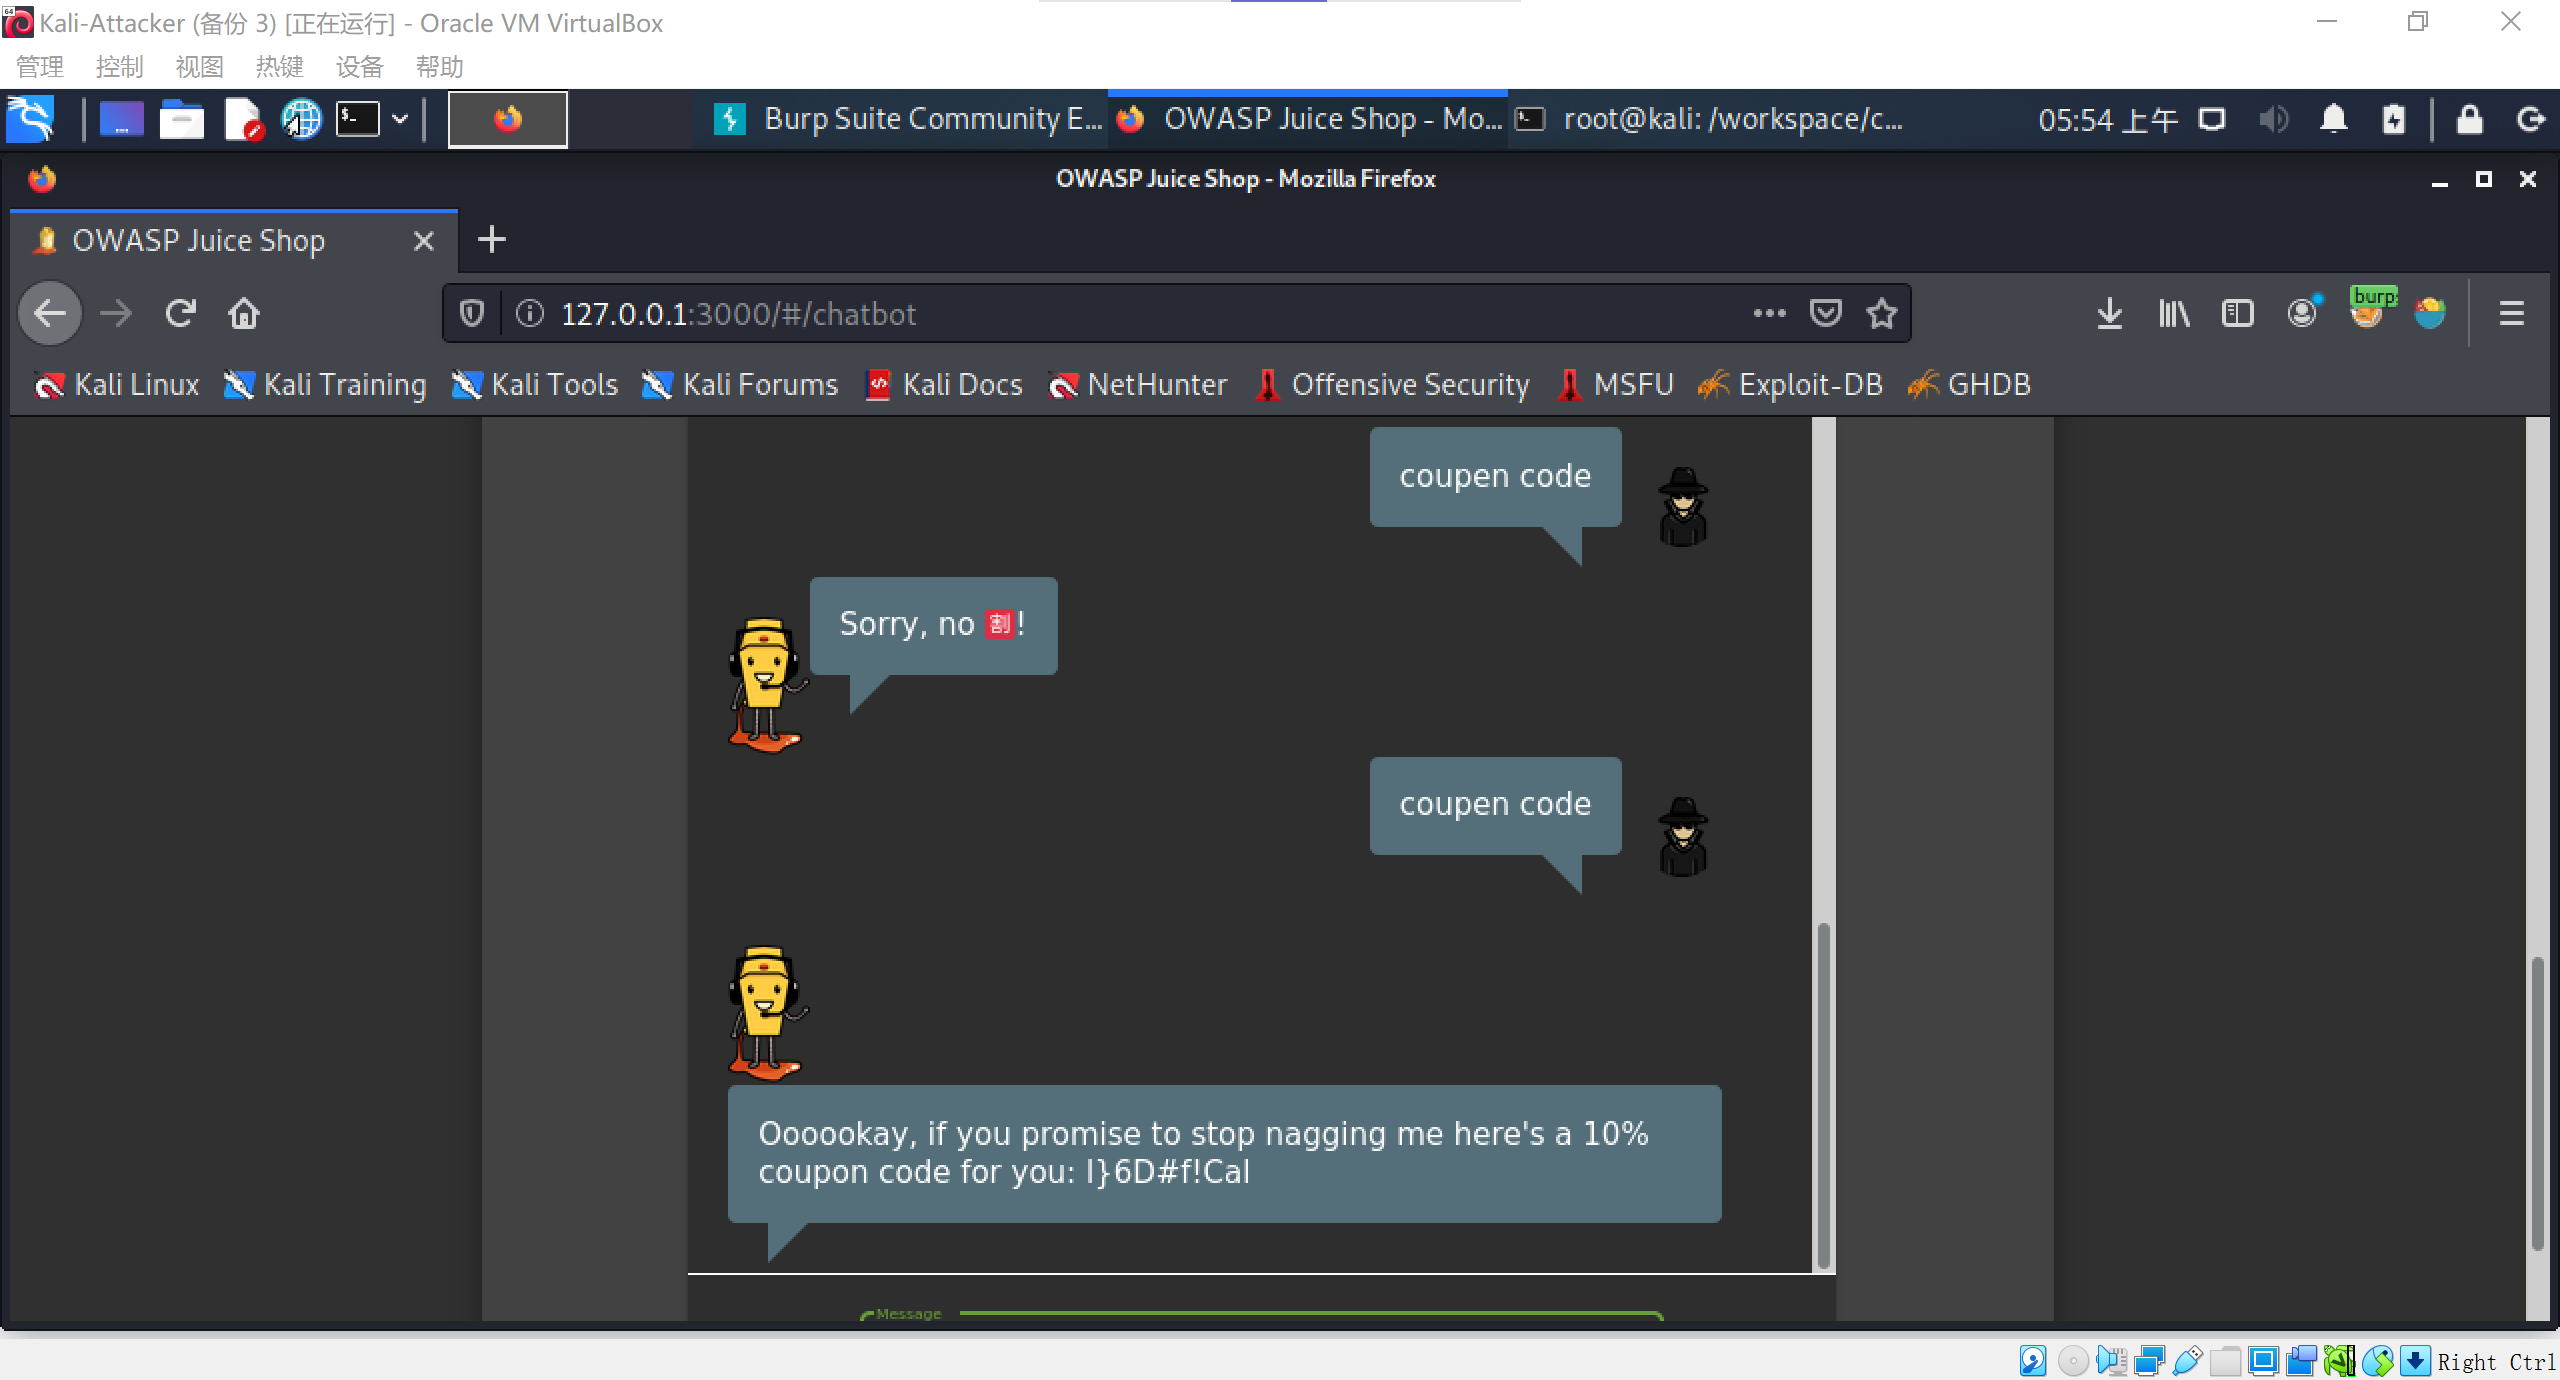 64
Kali-Attacker (备份 3) [正在运行] - Oracle VM VirtualBox
管理 控制 视图 热键 设备 帮助
Burp Suite Community E... OWASP Juice Shop - Mo... root@kali: /workspace/c... 05:54 上午
OWASP Juice Shop - Mozilla Firefox
OWASP Juice Shop
127.0.0.1:3000/#/chatbot
burp
Kali Linux Kali Training Kali Tools Kali Forums Kali Docs NetHunter Offensive Security MSFU Exploit-DB GHDB
coupen code
Sorry, no 割!
coupen code
Oooookay, if you promise to stop nagging me here's a 10%
coupon code for you: l}6D#f!Cal
Message
Right Ctrl